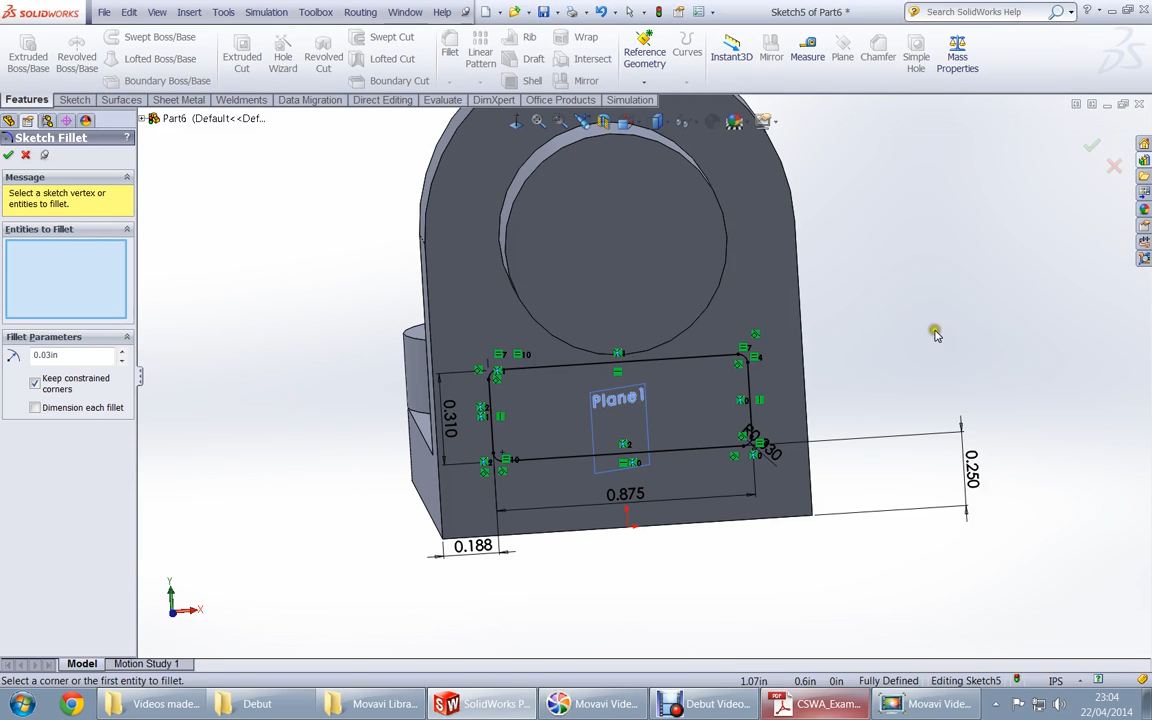 SOLIDWORKS File Edit View Insert Tools Simulation Toolbox Routing Window Help Sketch5 of Part6 * Search SolidWorks Help
Extruded Boss/Base Revolved Boss/Base Swept Boss/Base Lofted Boss/Base Boundary Boss/Base Extruded Cut Hole Wizard Revolved Cut Swept Cut Lofted Cut Boundary Cut Fillet Linear Pattern Rib Draft Shell Wrap Intersect Mirror Reference Geometry Curves Instant3D Mirror Measure Plane Chamfer Simple Hole Mass Properties
Features Sketch Surfaces Sheet Metal Weldments Data Migration Direct Editing Evaluate DimXpert Office Products Simulation
Part6 (Default<<Def...
Sketch Fillet ?
Message
Select a sketch vertex or
entities to fillet.
Entities to Fillet
Fillet Parameters
0.03in
Keep constrained
corners
Dimension each fillet
Plane1
0.310
R0.030
0.250
0.875
0.188
Y
X
Model Motion Study 1
Select a corner or the first entity to fillet. 1.07in 0.6in 0in Fully Defined Editing Sketch5 IPS
Videos made... Debut Movavi Libra... SolidWorks P... Movavi Vide... Debut Video... CSWA_Exam... Movavi Vide... 23:04
22/04/2014